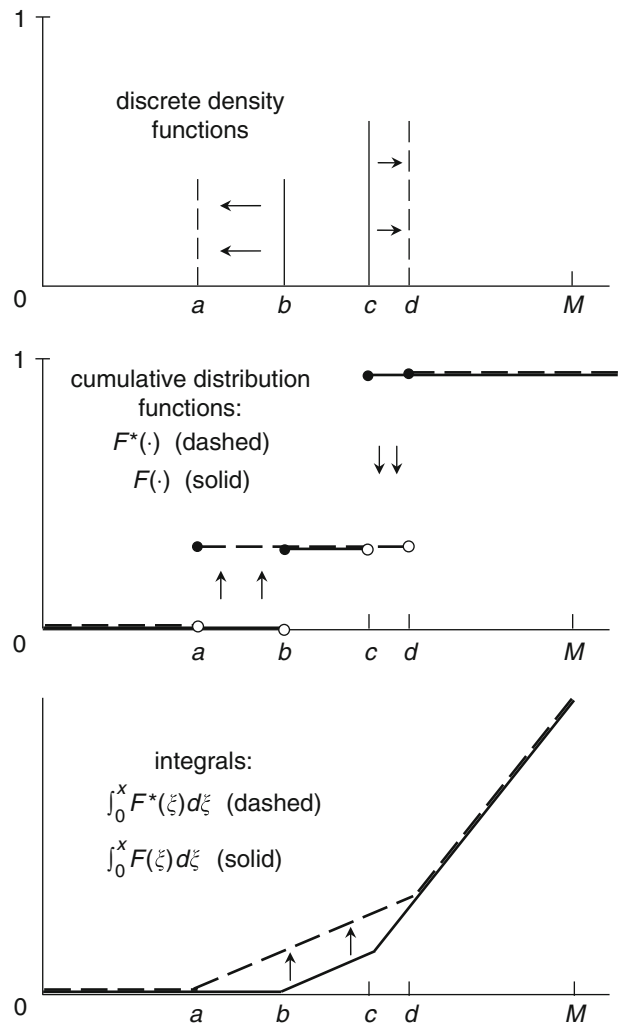 1
discrete density
functions
0
a b c d M
1
cumulative distribution
functions:
F*(·) (dashed)
F(·) (solid)
0
a b c d M
integrals:
∫₀ˣ F*(ξ)dξ (dashed)
∫₀ˣ F(ξ)dξ (solid)
0
a b c d M